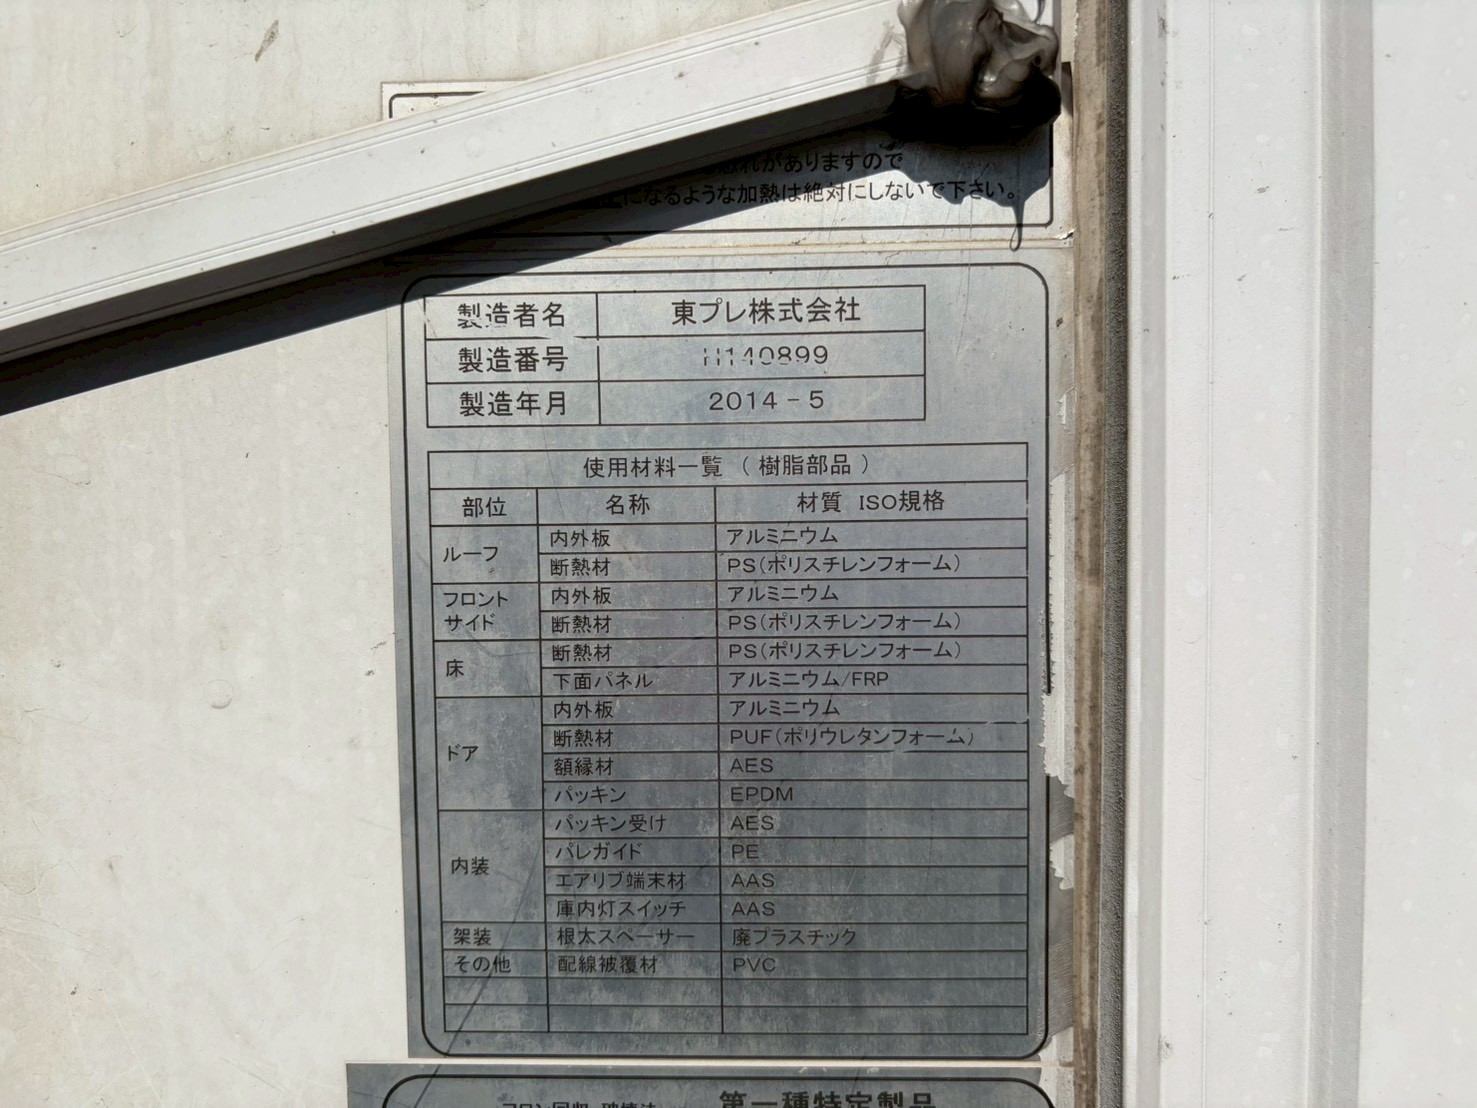 れがありますので
になるような加熱は絶対にしないで下さい。
製造者名 東プレ株式会社
製造番号 H140899
製造年月 2014-5
使用材料一覧 (樹脂部品)
部位 名称 材質 ISO規格
ルーフ 内外板 アルミニウム
断熱材 PS(ポリスチレンフォーム)
フロント
サイド 内外板 アルミニウム
断熱材 PS(ポリスチレンフォーム)
床 断熱材 PS(ポリスチレンフォーム)
下面パネル アルミニウム/FRP
ドア 内外板 アルミニウム
断熱材 PUF(ポリウレタンフォーム)
額縁材 AES
パッキン EPDM
内装 パッキン受け AES
パレガイド PE
エアリブ端末材 AAS
庫内灯スイッチ AAS
架装 根太スペーサー 廃プラスチック
その他 配線被覆材 PVC
第一種特定製品